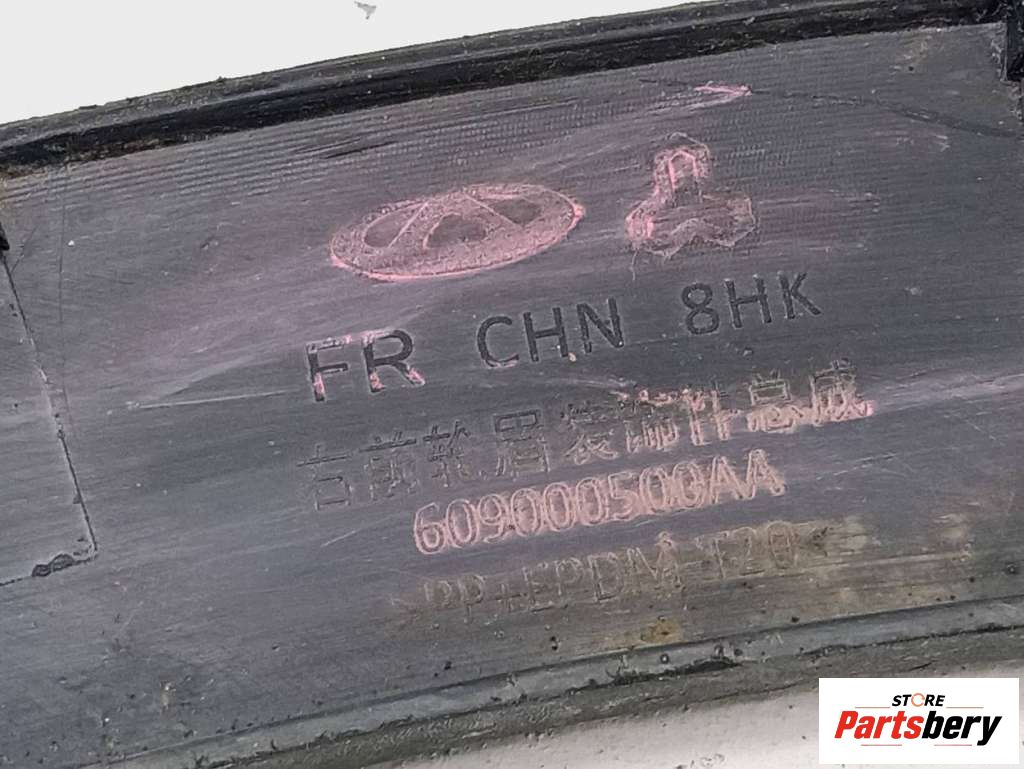 FR CHN 8HK
右前轮眉装饰件总成
609000500AA
PP+EPDM-T20
STORE
Partsbery